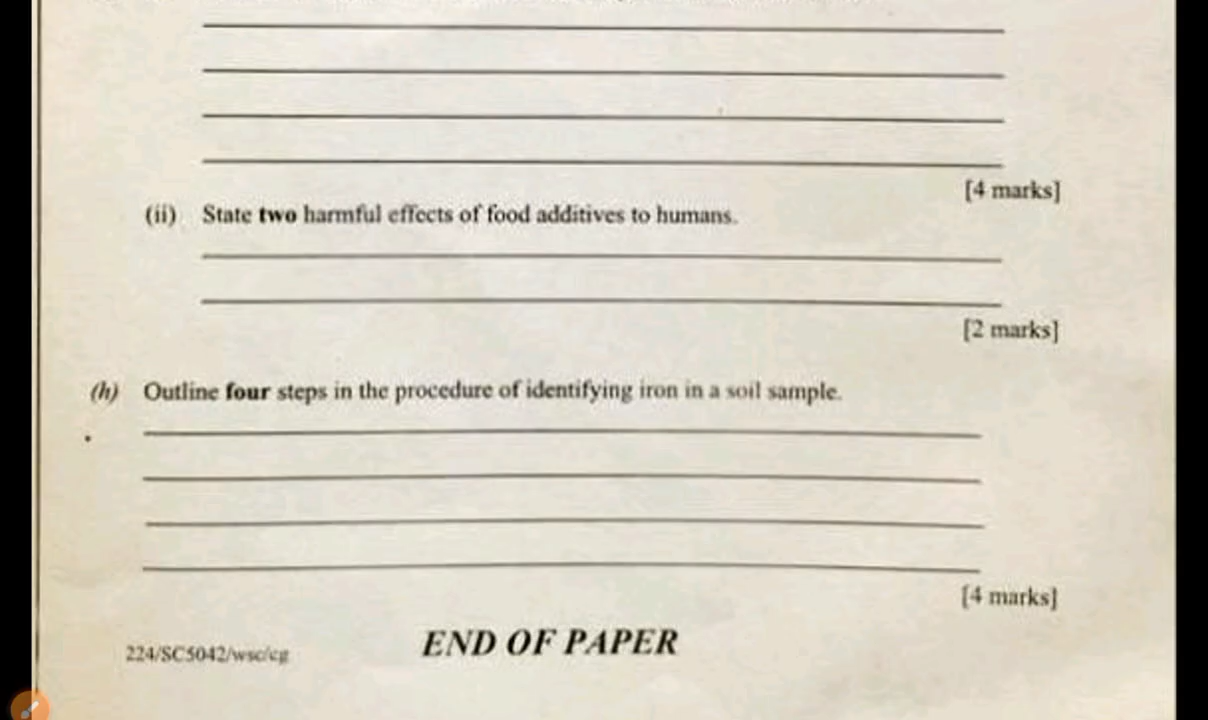 [4 marks]
(ii) State two harmful effects of food additives to humans.
[2 marks]
(h) Outline four steps in the procedure of identifying iron in a soil sample.
[4 marks]
224/SC5042/wsc/cg
END OF PAPER